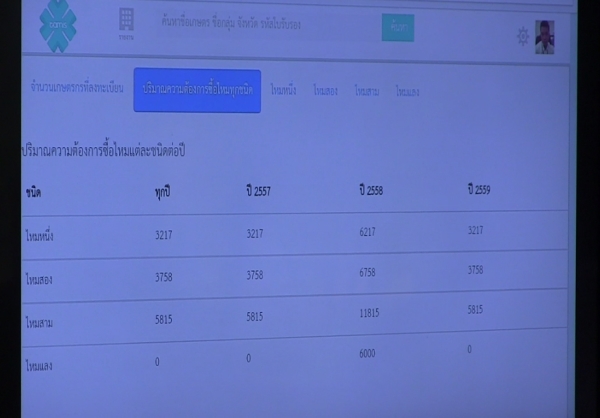 ค้นหาชื่อเกษตร ชื่อกลุ่ม จังหวัด รหัสใบรับรอง ค้นหา
จำนวนเกษตรกรที่ลงทะเบียน ปริมาณความต้องการซื้อไหมทุกชนิด ไหมหนึ่ง ไหมสอง ไหมสาม ไหมแลง
ปริมาณความต้องการซื้อไหมแต่ละชนิดต่อปี
ชนิด ทุกปี ปี 2557 ปี 2558 ปี 2559
ไหมหนึ่ง 3217 3217 6217 3217
ไหมสอง 3758 3758 6758 3758
ไหมสาม 5815 5815 11815 5815
ไหมแลง 0 0 6000 0